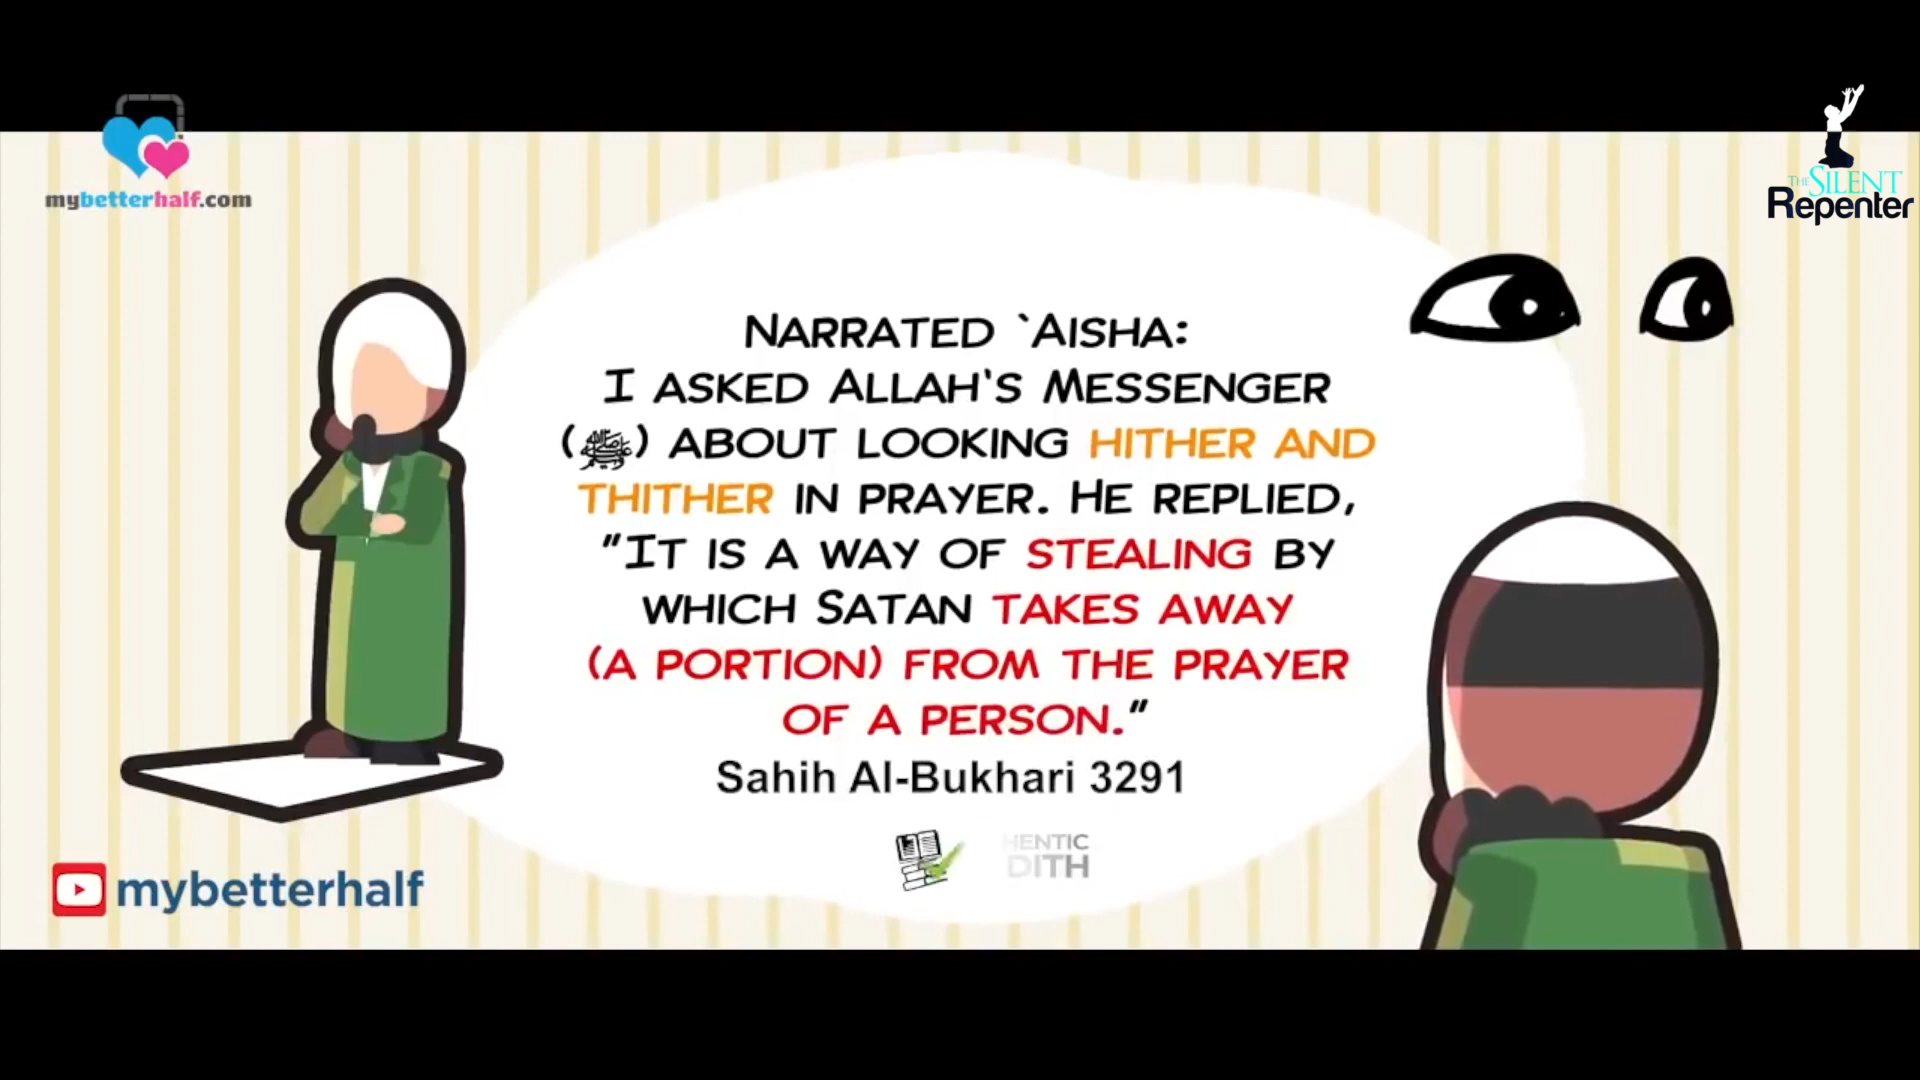 mybetterhalf.com
THE SILENT
Repenter
NARRATED `AISHA:
I ASKED ALLAH'S MESSENGER
(ﷺ) ABOUT LOOKING HITHER AND
THITHER IN PRAYER. HE REPLIED,
"IT IS A WAY OF STEALING BY
WHICH SATAN TAKES AWAY
(A PORTION) FROM THE PRAYER
OF A PERSON."
Sahih Al-Bukhari 3291
HENTIC
DITH
mybetterhalf